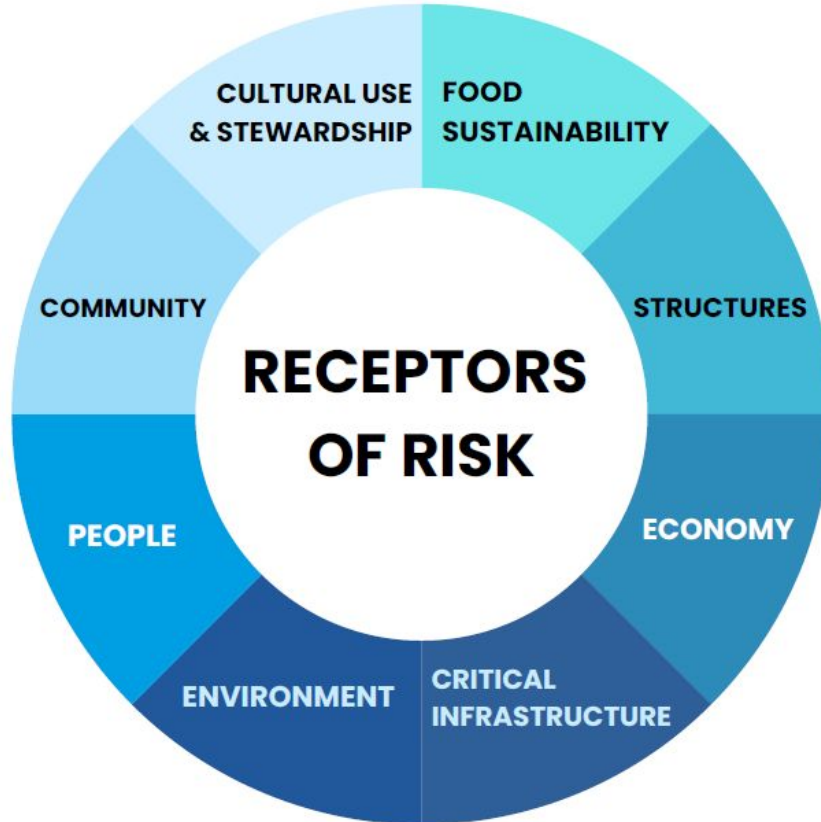 RECEPTORS
OF RISK
FOOD
SUSTAINABILITY
STRUCTURES
ECONOMY
CRITICAL
INFRASTRUCTURE
ENVIRONMENT
PEOPLE
COMMUNITY
CULTURAL USE
& STEWARDSHIP